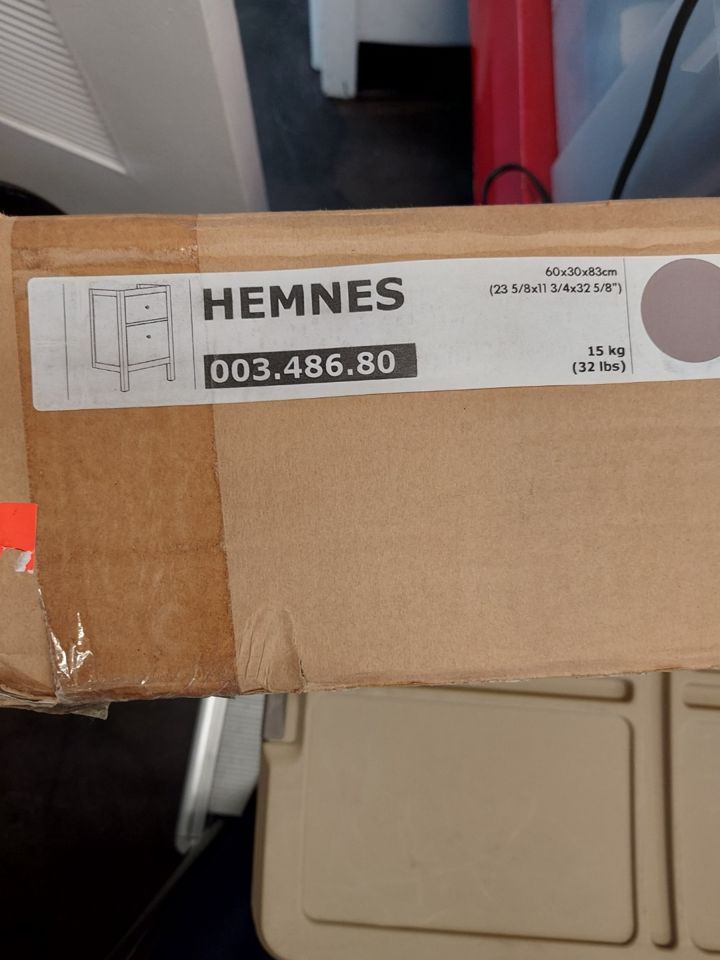 HEMNES
003.486.80
60x30x83cm
(23 5/8x11 3/4x32 5/8")
15 kg
(32 lbs)